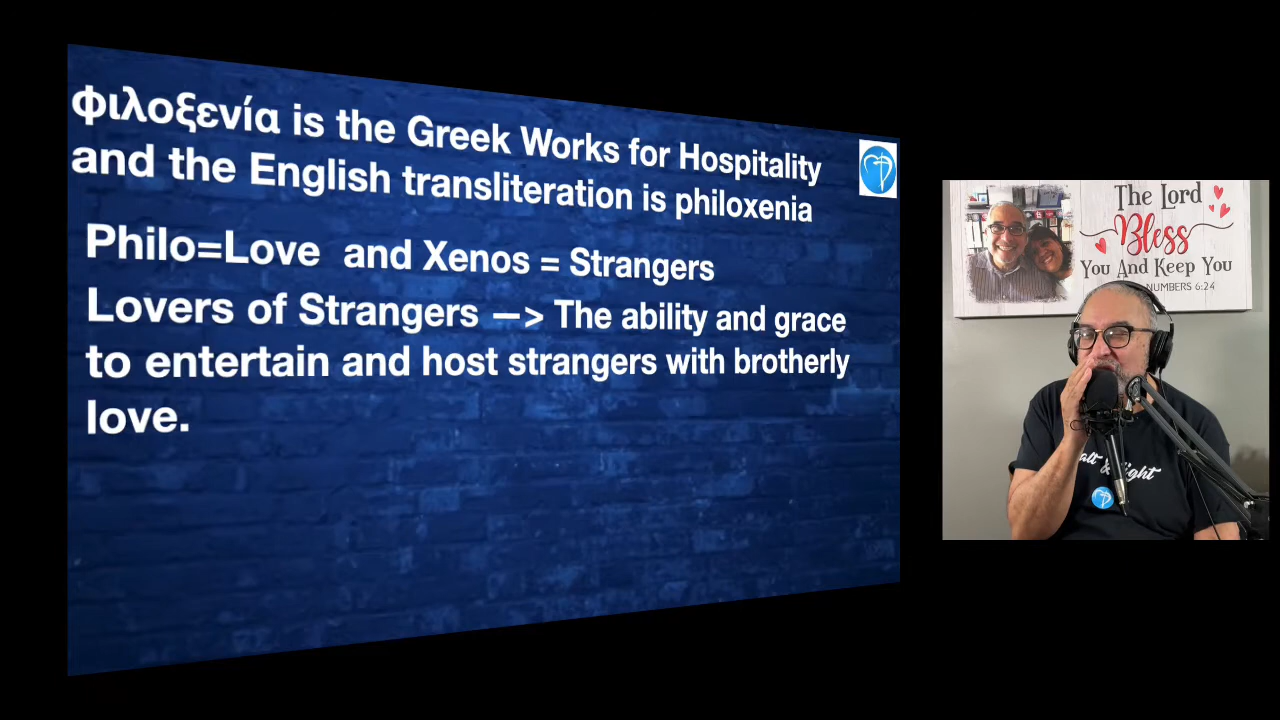 φιλοξενία is the Greek Works for Hospitality
and the English transliteration is philoxenia
Philo=Love and Xenos = Strangers
Lovers of Strangers —> The ability and grace
to entertain and host strangers with brotherly
love.
The Lord
Bless
You And Keep You
NUMBERS 6:24
alt & light